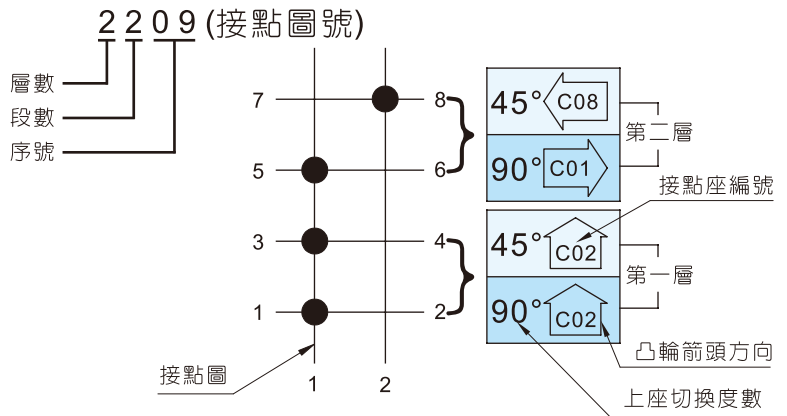 2209(接點圖號)
層數
段數
序號
7 8
5 6
3 4
1 2
45° C08
90° C01
第二層
接點座編號
45° C02
90° C02
第一層
凸輪箭頭方向
接點圖
1 2
上座切換度數